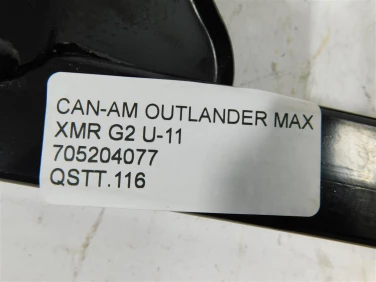 CAN-AM OUTLANDER MAX
XMR G2 U-11
705204077
QSTT.116